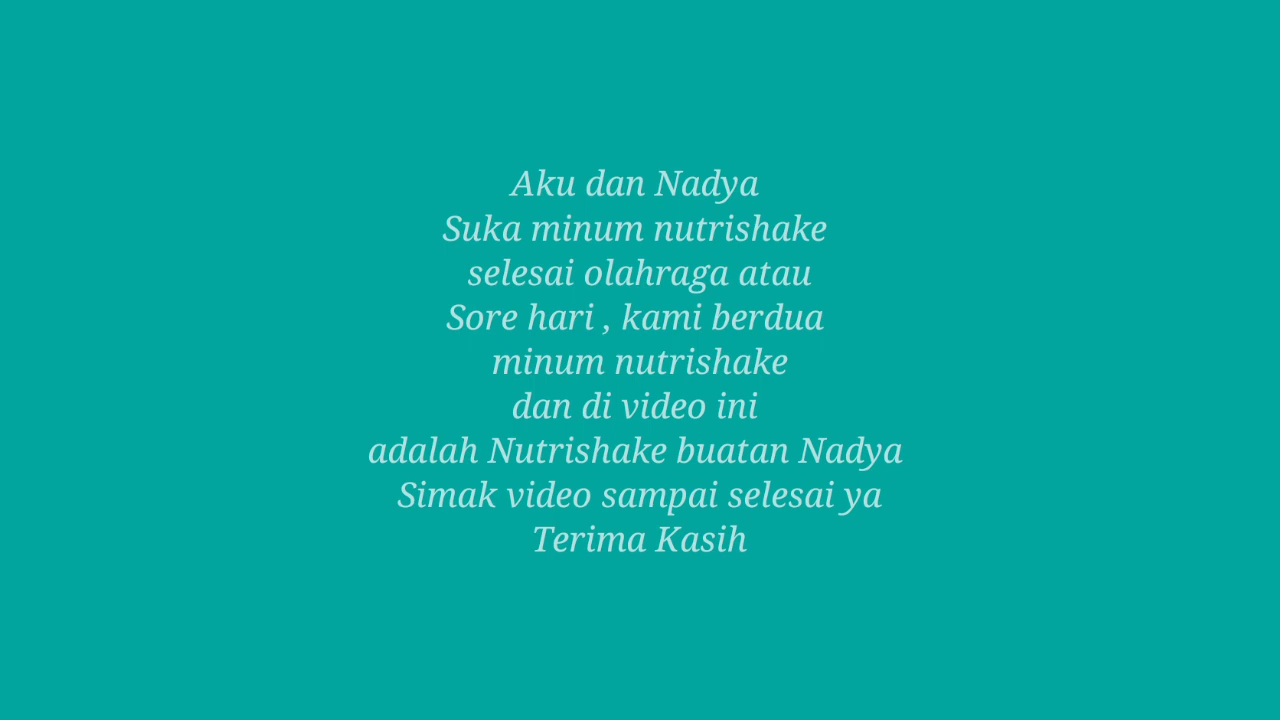 Aku dan Nadya
Suka minum nutrishake
selesai olahraga atau
Sore hari , kami berdua
minum nutrishake
dan di video ini
adalah Nutrishake buatan Nadya
Simak video sampai selesai ya
Terima Kasih